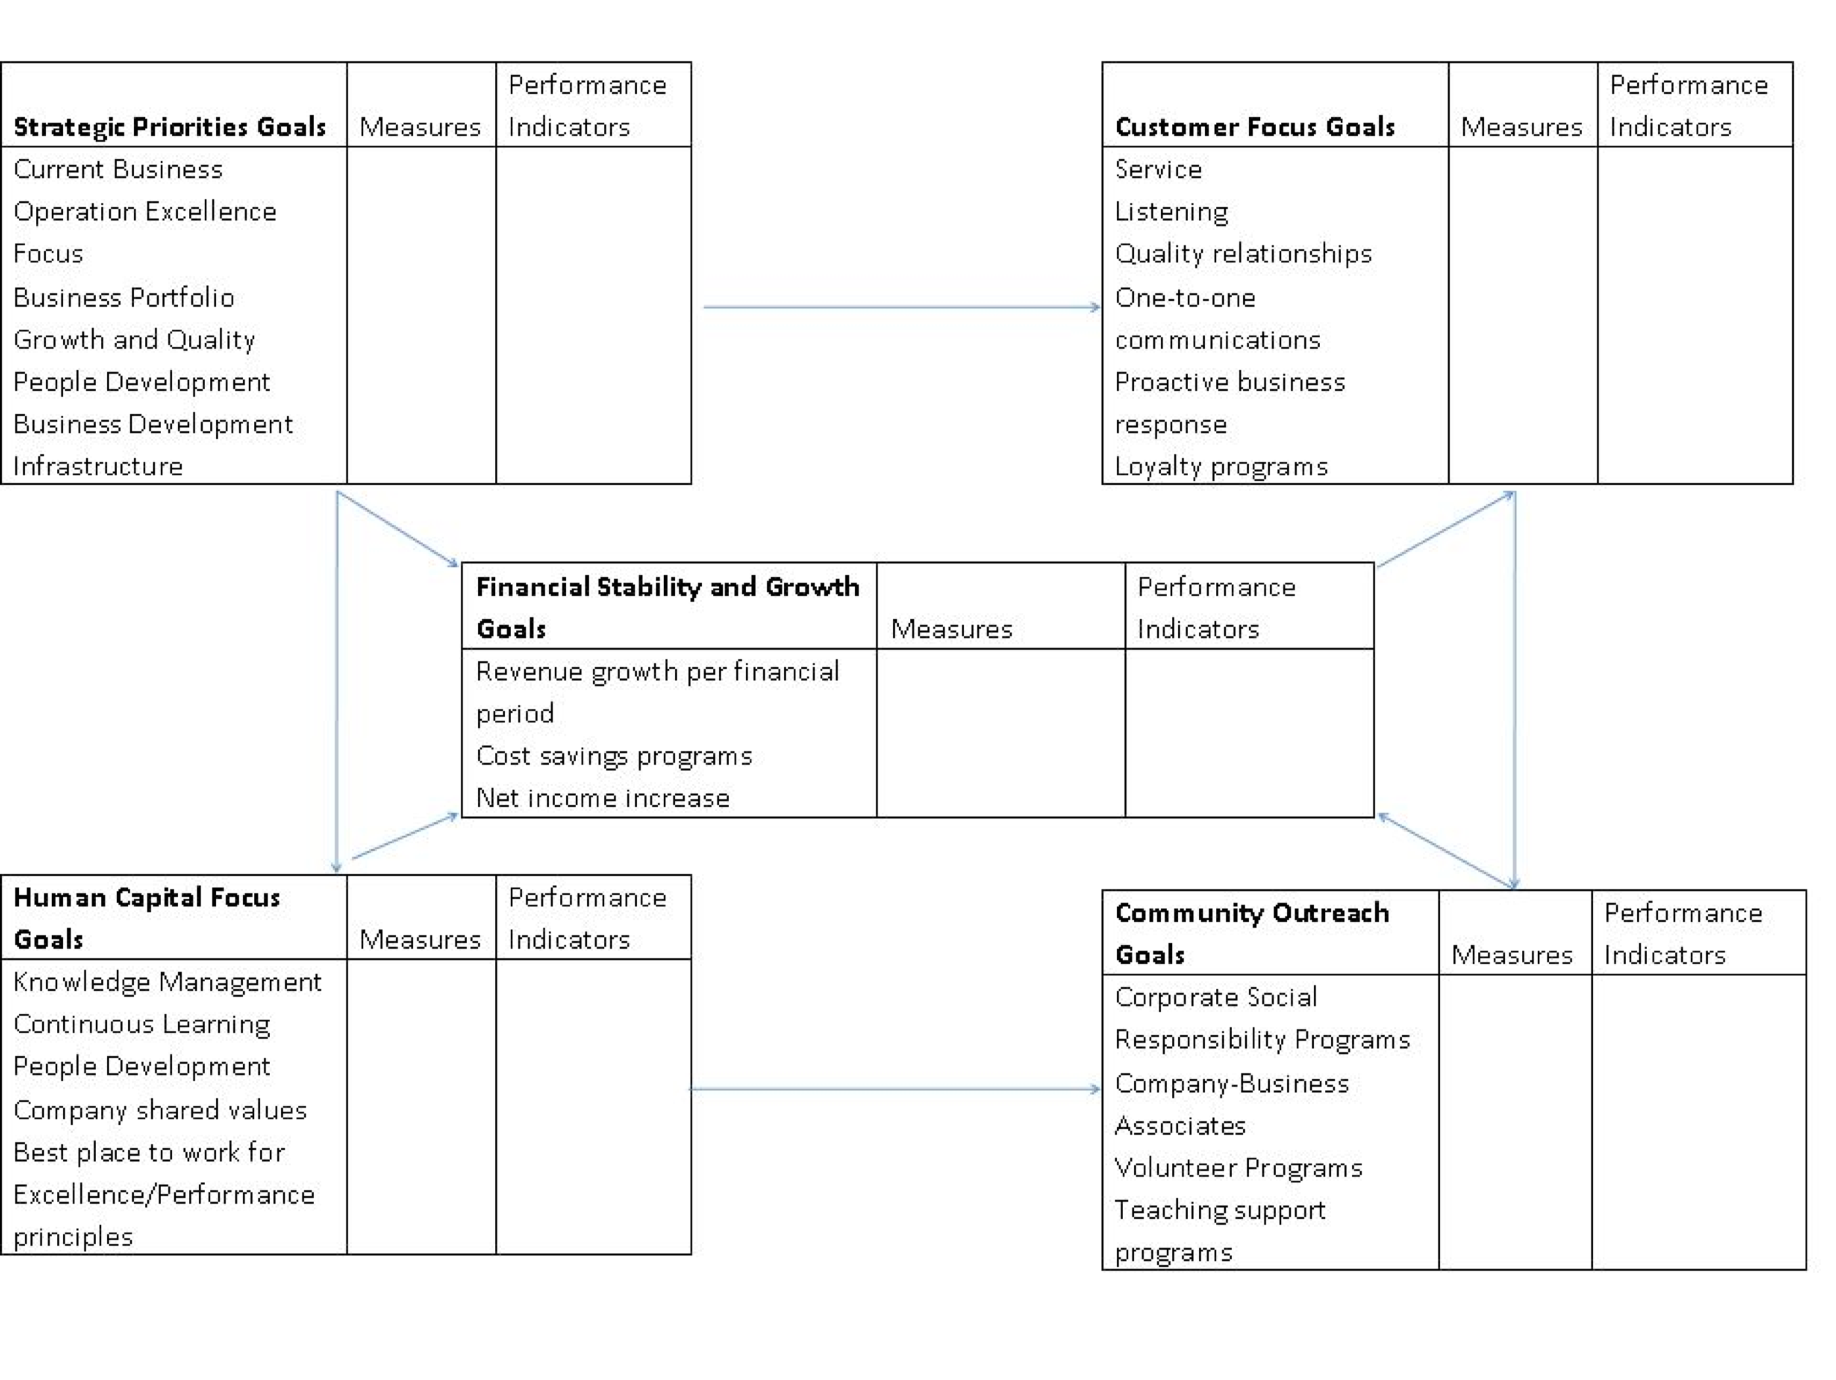 Strategic Priorities Goals
Measures
Performance
Indicators
Current Business
Operation Excellence
Focus
Business Portfolio
Growth and Quality
People Development
Business Development
Infrastructure
Customer Focus Goals
Measures
Performance
Indicators
Service
Listening
Quality relationships
One-to-one
communications
Proactive business
response
Loyalty programs
Financial Stability and Growth
Goals
Measures
Performance
Indicators
Revenue growth per financial
period
Cost savings programs
Net income increase
Human Capital Focus
Goals
Measures
Performance
Indicators
Knowledge Management
Continuous Learning
People Development
Company shared values
Best place to work for
Excellence/Performance
principles
Community Outreach
Goals
Measures
Performance
Indicators
Corporate Social
Responsibility Programs
Company-Business
Associates
Volunteer Programs
Teaching support
programs